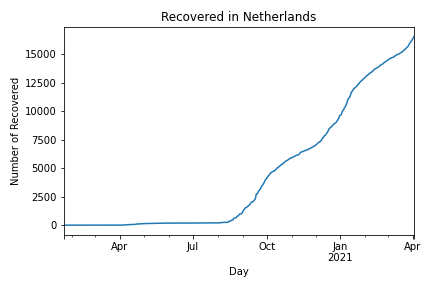 Recovered in Netherlands
Number of Recovered
15000
12500
10000
7500
5000
2500
0
Apr
Jul
Oct
Jan
2021
Apr
Day